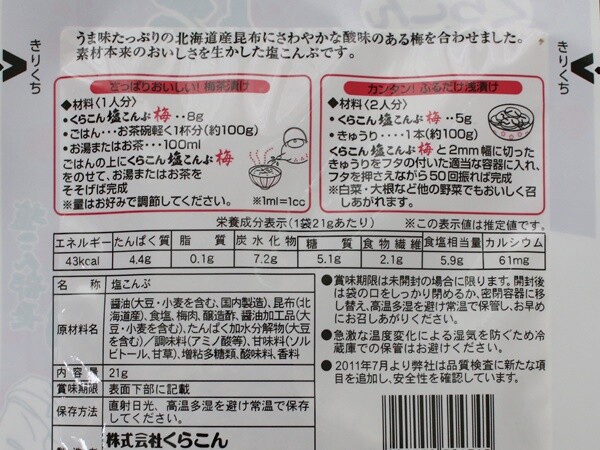 うま味たっぷりの北海道産昆布にさわやかな酸味のある梅を合わせました。
素材本来のおいしさを生かした塩こんぶです。
きりくち
きりくち
さっぱりおいしい！梅茶漬け
◆材料〈1人分〉
・くらこん塩こんぶ梅‥8g
・ごはん‥‥お茶碗軽く1杯分(約100g)
・お湯またはお茶‥‥100ml
ごはんの上にくらこん塩こんぶ梅
をのせて、お湯またはお茶を
そそげば完成
※量はお好みで調節してください。
※1ml=1cc
カンタン！ふるだけ浅漬け
◆材料〈2人分〉
・くらこん塩こんぶ梅‥5g
・きゅうり‥‥1本(約100g)
くらこん塩こんぶ梅と2mm幅に切った
きゅうりをフタの付いた適当な容器に入れ、
フタを押さえながら50回振れば完成
※白菜・大根など他の野菜でもおいしく召
しあがれます。
栄養成分表示(1袋21gあたり) ※この表示値は推定値です。
エネルギー たんぱく質 脂質 炭水化物 糖質 食物繊維 食塩相当量 カルシウム
43kcal 4.4g 0.1g 7.2g 5.1g 2.1g 5.9g 61mg
名称 塩こんぶ
原材料名
醤油(大豆・小麦を含む、国内製造)、昆布(北
海道産)、食塩、梅肉、醸造酢、醤油加工品(大
豆・小麦を含む)、たんぱく加水分解物(大豆
を含む)／調味料(アミノ酸等)、甘味料(ソル
ビトール、甘草)、増粘多糖類、酸味料、香料
内容量 21g
賞味期限 表面下部に記載
保存方法
直射日光、高温多湿を避け常温で保存
してください。
株式会社くらこん
●賞味期限は未開封の場合に限ります。開封後
は袋の口をしっかり閉めるか、密閉容器に移
し替え、高温多湿を避け常温で保管し、お早め
にお召しあがりください。
●急激な温度変化による湿気を防ぐため冷
蔵庫での保管はお避けください。
●2011年7月より弊社は品質検査に新たな項
目を追加し、安全性を確認しています。